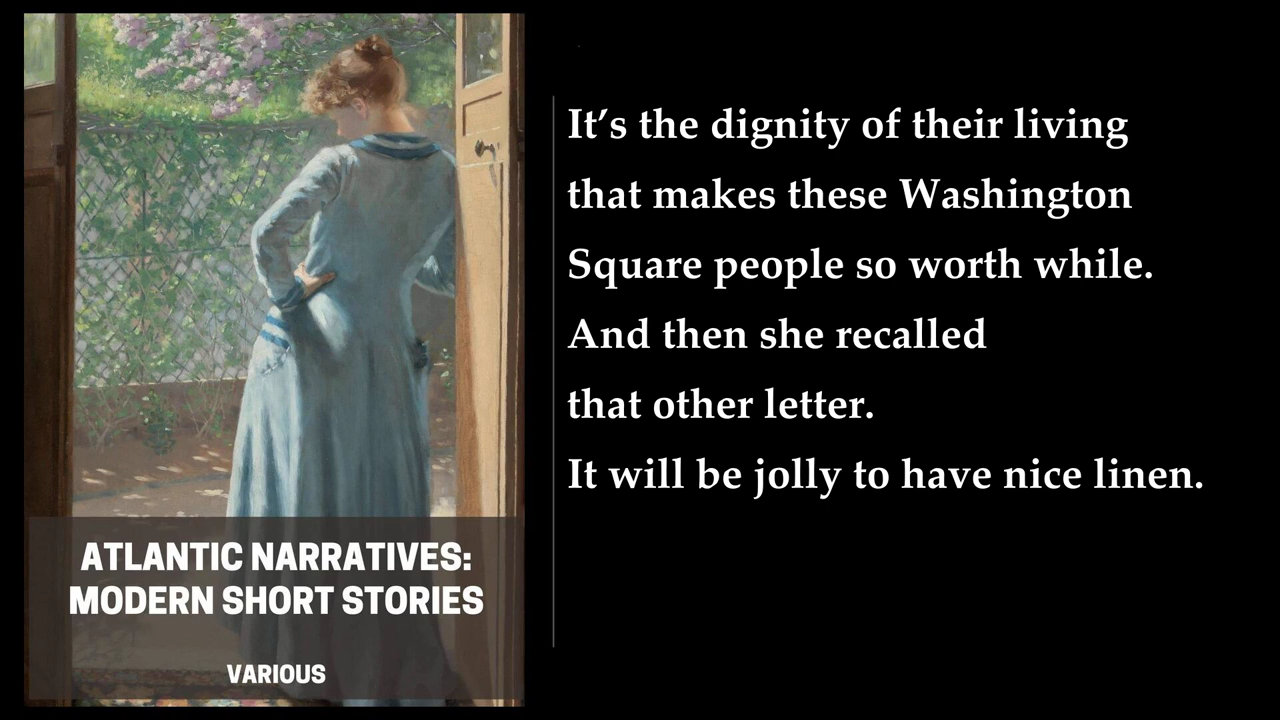 It’s the dignity of their living
that makes these Washington
Square people so worth while.
And then she recalled
that other letter.
It will be jolly to have nice linen.
ATLANTIC NARRATIVES:
MODERN SHORT STORIES
VARIOUS